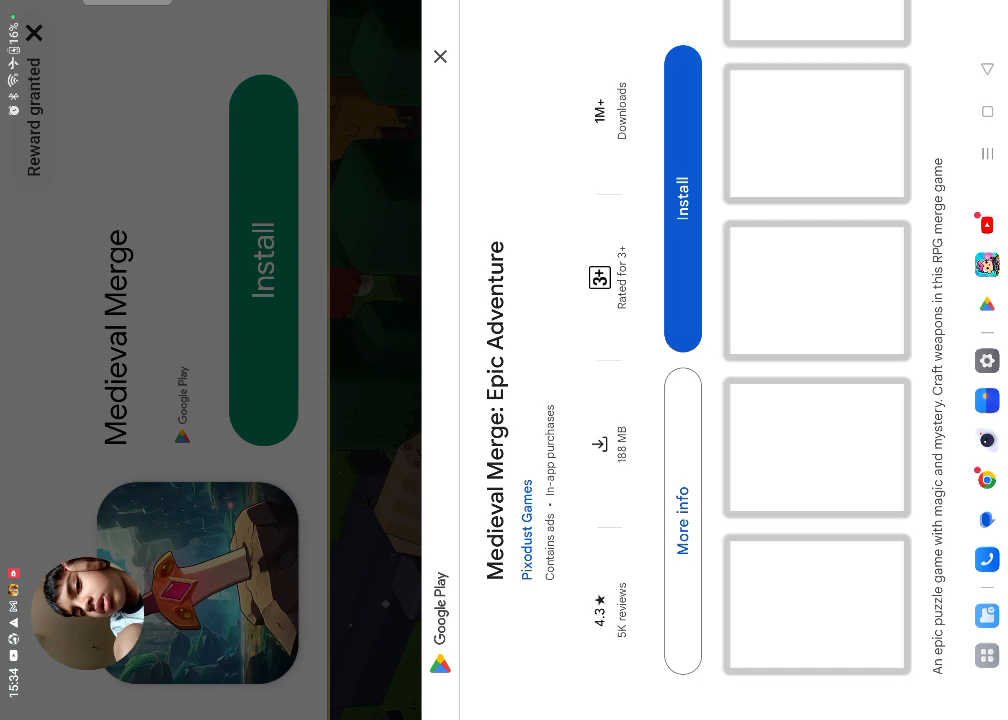 15:34
16%
Reward granted
Medieval Merge
Google Play
Install
Google Play
Medieval Merge: Epic Adventure
Pixodust Games
Contains ads • In-app purchases
4.3★
5K reviews
188 MB
3+
Rated for 3+
1M+
Downloads
More info
Install
An epic puzzle game with magic and mystery. Craft weapons in this RPG merge game